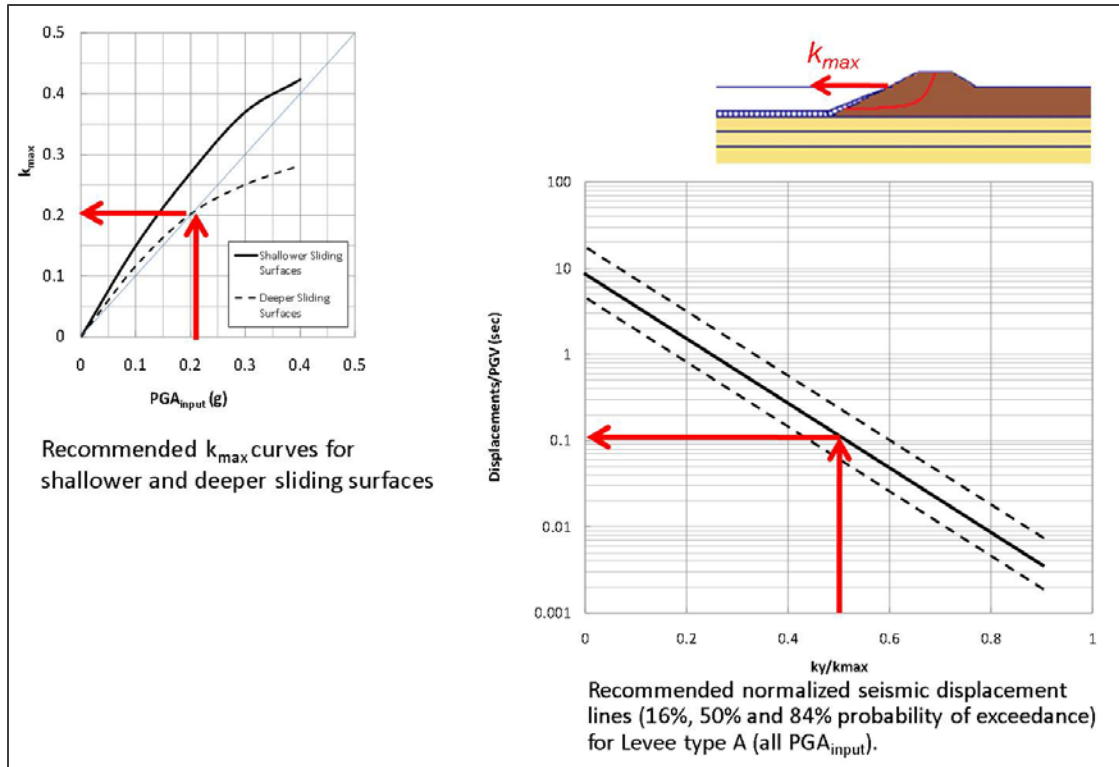 0.5
0.4
0.3
0.2
0.1
0
kmax
0 0.1 0.2 0.3 0.4 0.5
PGAinput (g)
Shallower Sliding
Surfaces
Deeper Sliding
Surfaces
Recommended kmax curves for
shallower and deeper sliding surfaces
kmax
100
10
1
0.1
0.01
0.001
Displacements/PGV (sec)
0 0.2 0.4 0.6 0.8 1
ky/kmax
Recommended normalized seismic displacement
lines (16%, 50% and 84% probability of exceedance)
for Levee type A (all PGAinput).